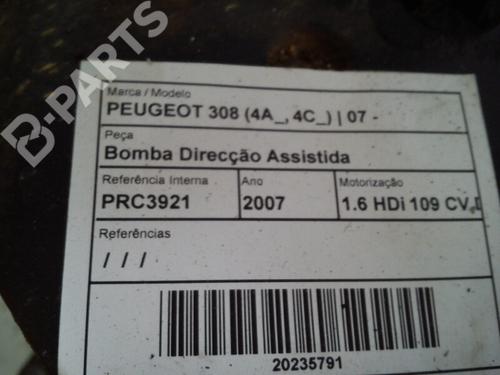 B-PARTS
Marca / Modelo
PEUGEOT 308 (4A_, 4C_) | 07 -
Peça
Bomba Direcção Assistida
Referência Interna Ano Motorização
PRC3921 2007 1.6 HDi 109 CV,
Referências
/ / /
20235791